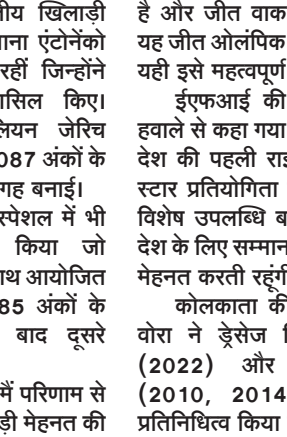 तीय खिलाड़ी
ाना एंटोनेंको
रहीं जिन्होंने
ासिल किए।
लेयन जेरिच
087 अंकों के
गह बनाई।
स्पेशल में भी
किया जो
ाथ आयोजित
85 अंकों के
बाद दूसरे
मैं परिणाम से
ड़ी मेहनत की
है और जीत वाक
यह जीत ओलंपिक
यही इसे महत्वपूर्ण
ईएफआई की
हवाले से कहा गया
देश की पहली राइ
स्टार प्रतियोगिता
विशेष उपलब्धि ब
देश के लिए सम्मान
मेहनत करती रहूंगी
कोलकाता की
वोरा ने ड्रेसेज
(2022) और
(2010, 2014
प्रतिनिधित्व किया